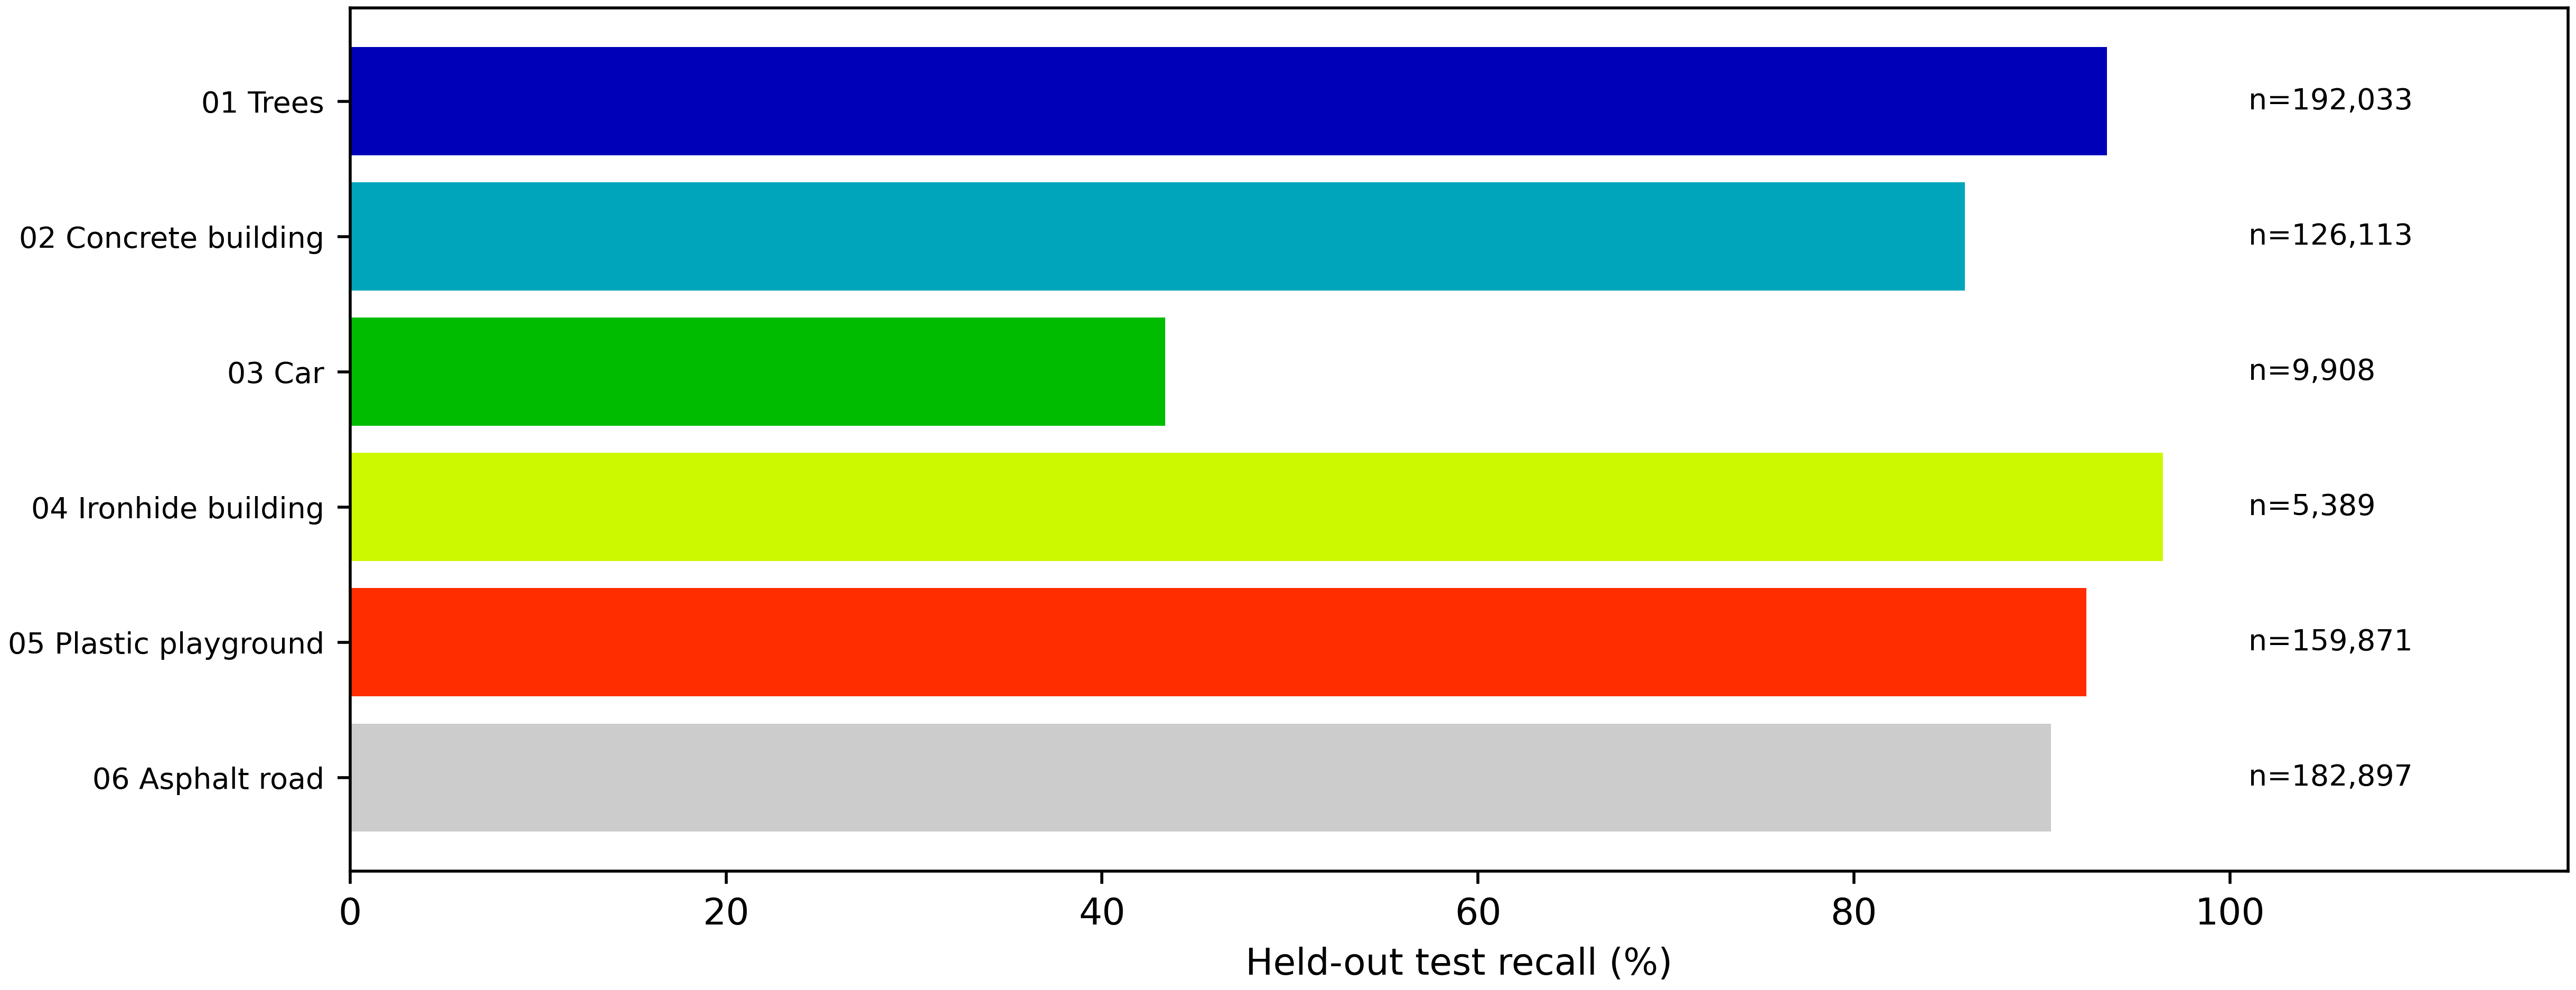 01 Trees n=192,033
02 Concrete building n=126,113
03 Car n=9,908
04 Ironhide building n=5,389
05 Plastic playground n=159,871
06 Asphalt road n=182,897
0 20 40 60 80 100
Held-out test recall (%)